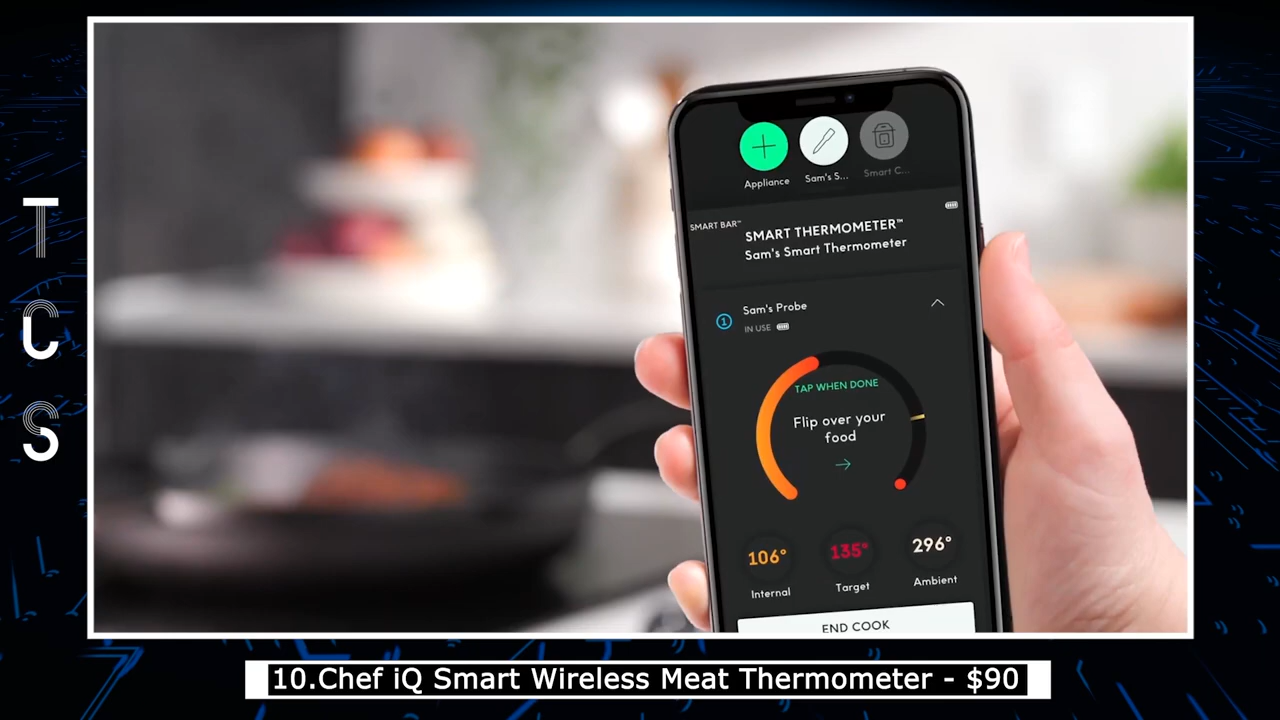 T
C
S
Appliance
Sam's S...
Smart C...
SMART BAR™
SMART THERMOMETER™
Sam's Smart Thermometer
1
Sam's Probe
IN USE
TAP WHEN DONE
Flip over your
food
106° 135° 296°
Internal Target Ambient
END COOK
10.Chef iQ Smart Wireless Meat Thermometer - $90